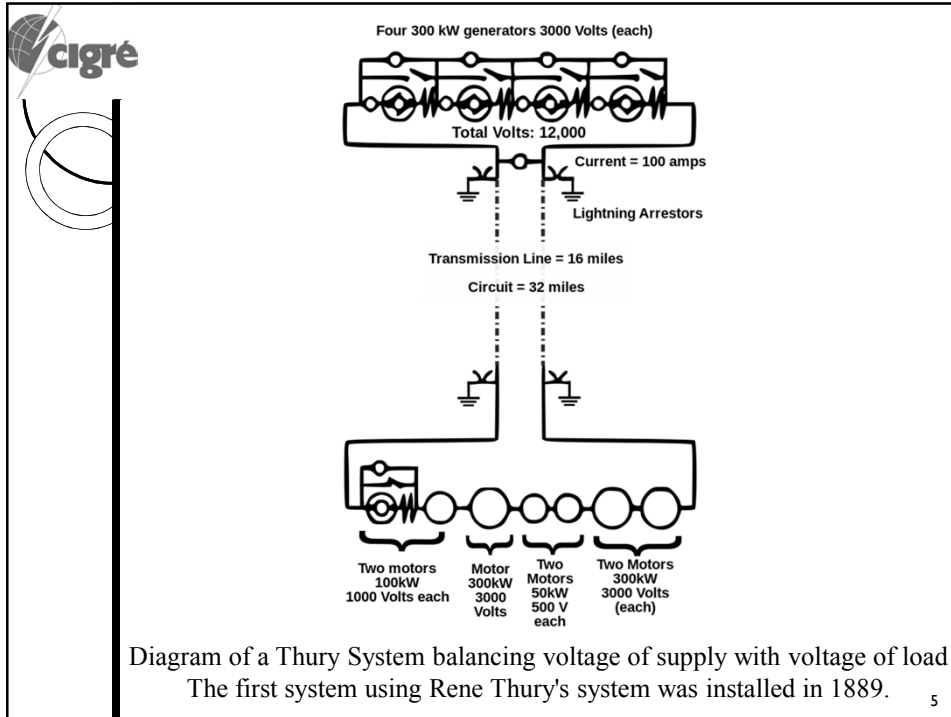 cigré
Four 300 kW generators 3000 Volts (each)
Total Volts: 12,000
Current = 100 amps
Lightning Arrestors
Transmission Line = 16 miles
Circuit = 32 miles
Two motors
100kW
1000 Volts each
Motor
300kW
3000
Volts
Two
Motors
50kW
500 V
each
Two Motors
300kW
3000 Volts
(each)
Diagram of a Thury System balancing voltage of supply with voltage of load
The first system using Rene Thury's system was installed in 1889.
5